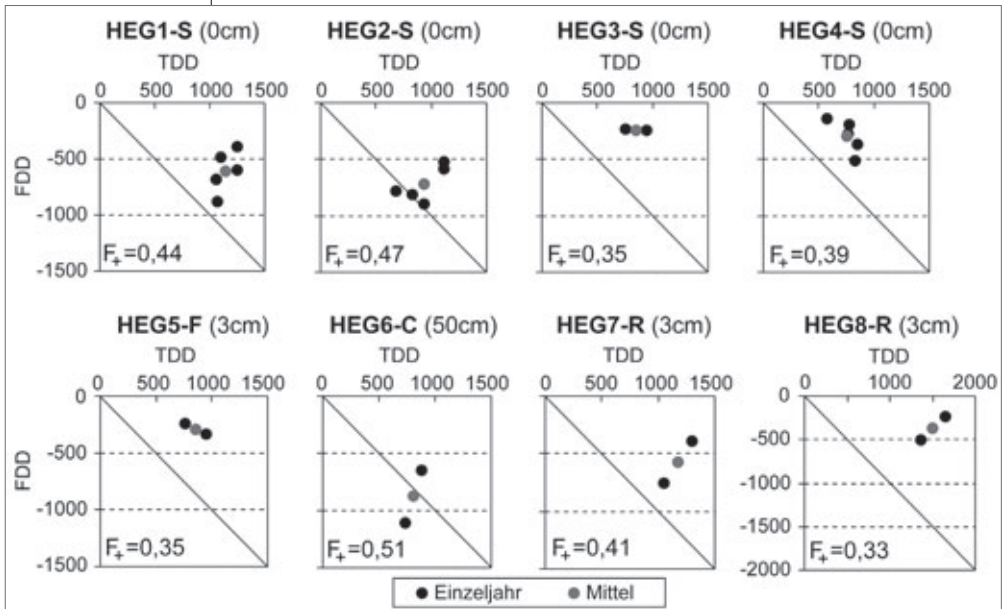 HEG1-S (0cm) HEG2-S (0cm) HEG3-S (0cm) HEG4-S (0cm)
TDD TDD TDD TDD
0 500 1000 1500 0 500 1000 1500 0 500 1000 1500 0 500 1000 1500
0
-500
FDD
-1000
F+=0,44 F+=0,47 F+=0,35 F+=0,39
-1500
HEG5-F (3cm) HEG6-C (50cm) HEG7-R (3cm) HEG8-R (3cm)
TDD TDD TDD TDD
0 500 1000 1500 0 500 1000 1500 0 500 1000 1500 0 1000 2000
0 0
-500 -500
FDD
-1000 -1000
-1500
F+=0,35 F+=0,51 F+=0,41 F+=0,33
-1500 -2000
Einzeljahr Mittel